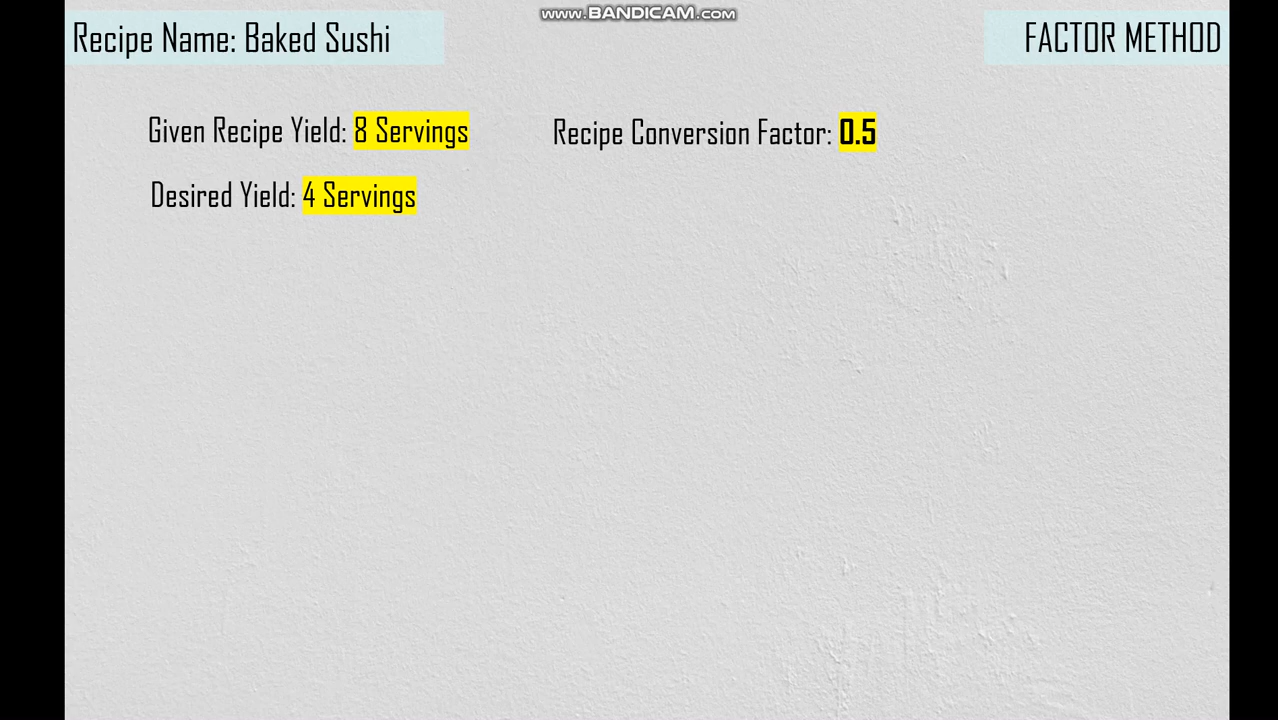 www.BANDICAM.com
Recipe Name: Baked Sushi
FACTOR METHOD
Given Recipe Yield: 8 Servings
Recipe Conversion Factor: 0.5
Desired Yield: 4 Servings